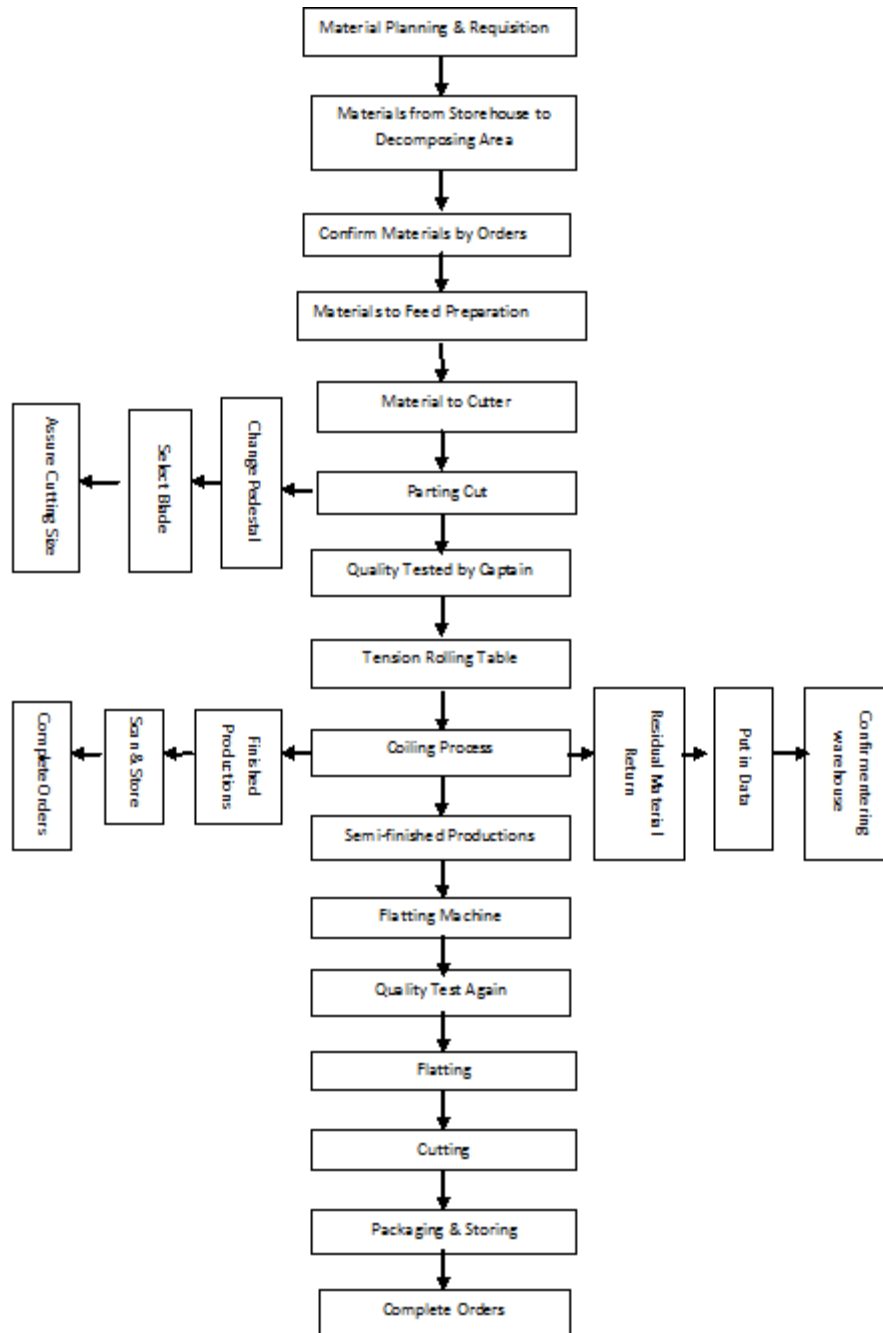 Material Planning & Requisition
Materials from Storehouse to
Decomposing Area
Confirm Materials by Orders
Materials to Feed Preparation
Material to Cutter
Assure Cutting Size
Select Blade
Change Pedestal
Parting Cut
Quality Tested by Captain
Tension Rolling Table
Complete Orders
Scan & Store
Finished
Productions
Coiling Process
Residual Material
Return
Put in Data
Confirm entering
warehouse
Semi-finished Productions
Flatting Machine
Quality Test Again
Flatting
Cutting
Packaging & Storing
Complete Orders